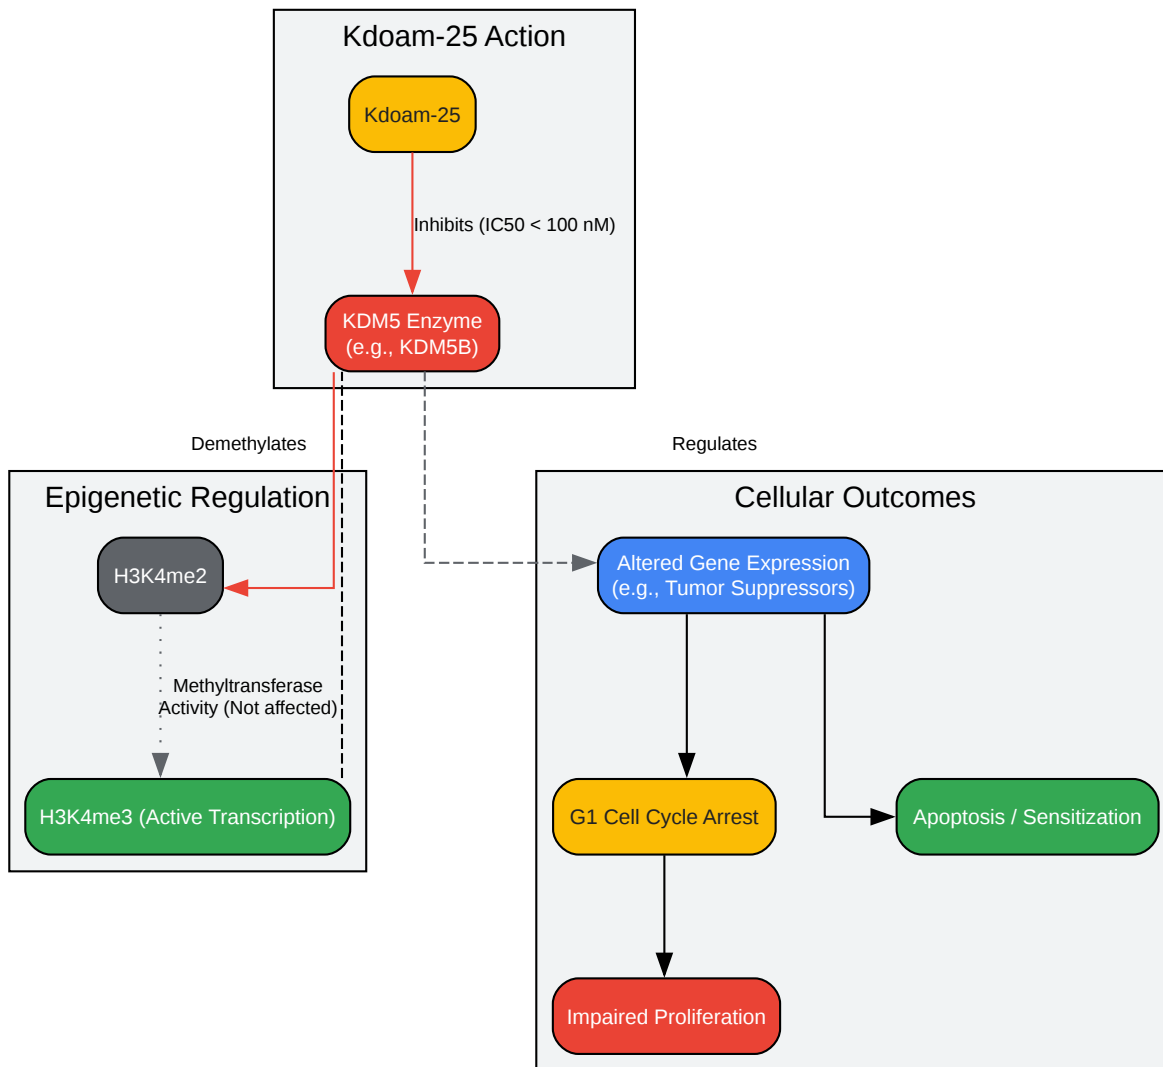 Kdoam-25 Action
Kdoam-25
Inhibits (IC50 < 100 nM)
KDM5 Enzyme
(e.g., KDM5B)
Demethylates
Regulates
Epigenetic Regulation
H3K4me2
Methyltransferase
Activity (Not affected)
H3K4me3 (Active Transcription)
Cellular Outcomes
Altered Gene Expression
(e.g., Tumor Suppressors)
G1 Cell Cycle Arrest
Apoptosis / Sensitization
Impaired Proliferation